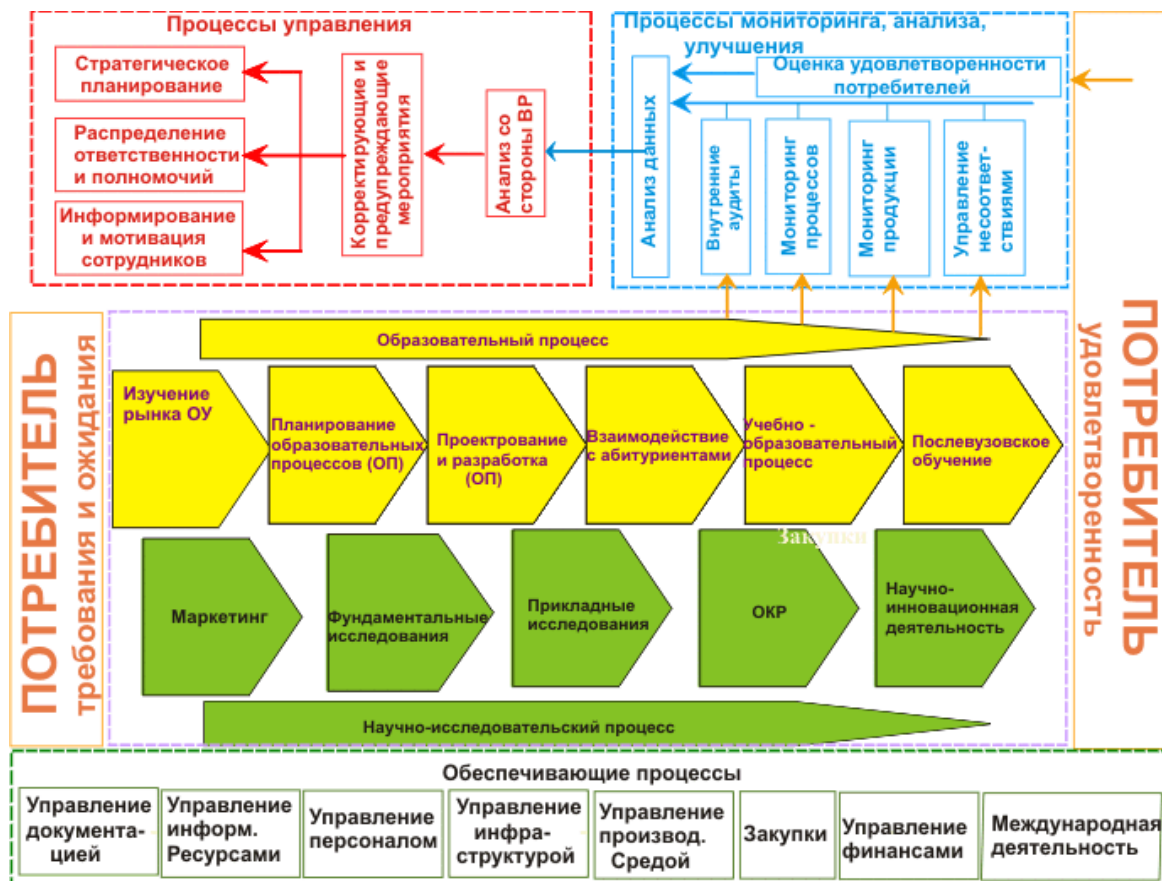 Процессы управления
Стратегическое
планирование
Распределение
ответственности
и полномочий
Информирование
и мотивация
сотрудников
Корректирующие и
предупреждающие
мероприятия
Анализ со
стороны ВР
Процессы мониторинга, анализа,
улучшения
Оценка удовлетворенности
потребителей
Анализ данных
Внутренние
аудиты
Мониторинг
процессов
Мониторинг
продукции
Управление
несоответ-
ствиями
ПОТРЕБИТЕЛЬ
требования и ожидания
Образовательный процесс
Изучение
рынка ОУ
Планирование
образовательных
процессов (ОП)
Проектрование
и разработка
(ОП)
Взаимодействие
с абитуриентами
Учебно -
образовательный
процесс
Послевузовское
обучение
Закупки
Маркетинг
Фундаментальные
исследования
Прикладные
исследования
ОКР
Научно-
инновационная
деятельность
Научно-исследовательский процесс
ПОТРЕБИТЕЛЬ
удовлетворенность
Обеспечивающие процессы
Управление
документа-
цией
Управление
информ.
Ресурсами
Управление
персоналом
Управление
инфра-
структурой
Управление
производ.
Средой
Закупки
Управление
финансами
Международная
деятельность